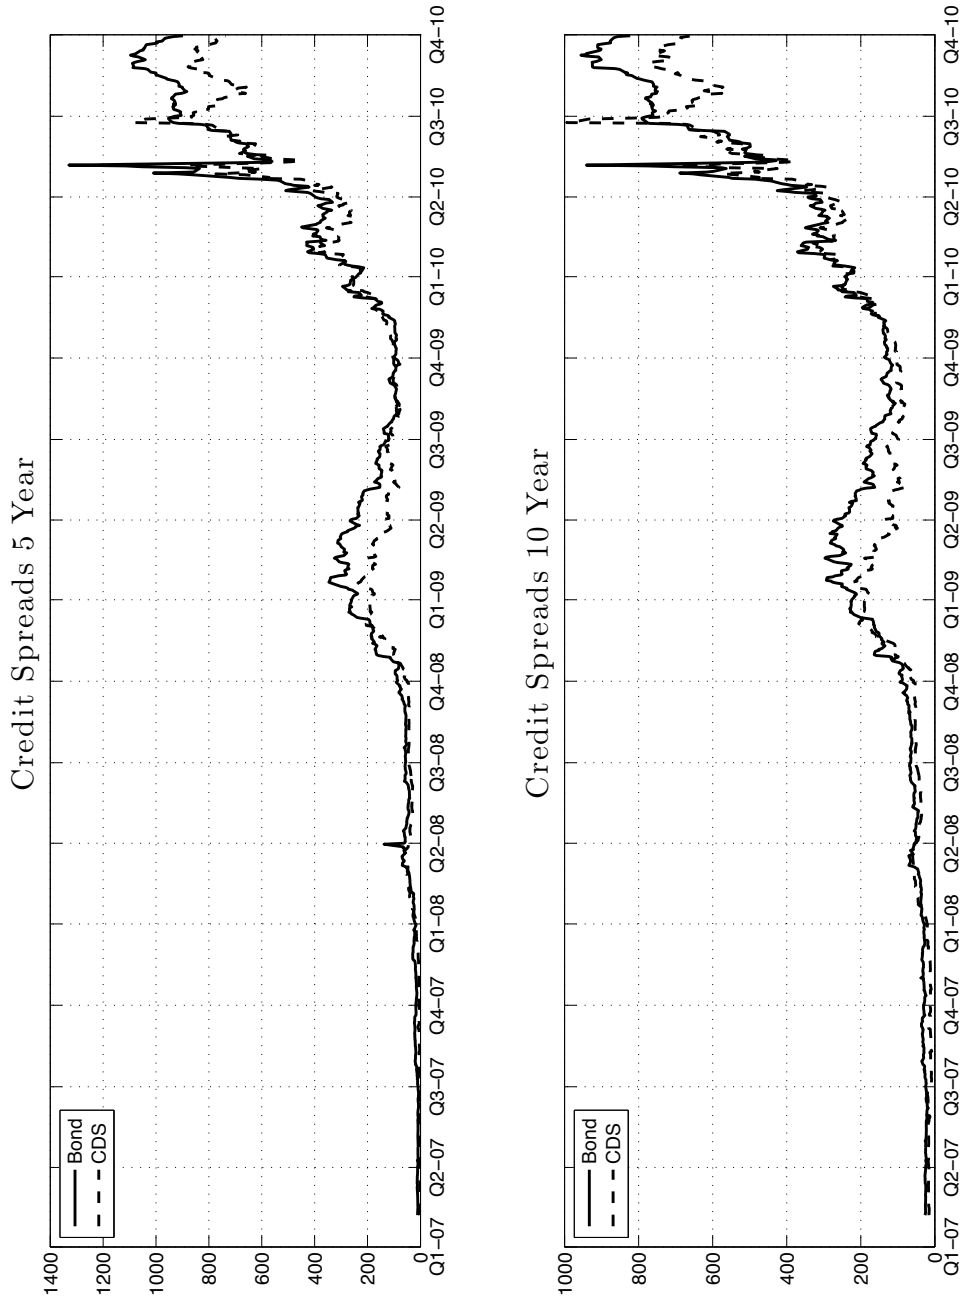 Credit Spreads 5 Year
1400
1200
1000
800
600
400
200
0
Bond
CDS
Q1−07 Q2−07 Q3−07 Q4−07 Q1−08 Q2−08 Q3−08 Q4−08 Q1−09 Q2−09 Q3−09 Q4−09 Q1−10 Q2−10 Q3−10 Q4−10
Credit Spreads 10 Year
1000
800
600
400
200
0
Bond
CDS
Q1−07 Q2−07 Q3−07 Q4−07 Q1−08 Q2−08 Q3−08 Q4−08 Q1−09 Q2−09 Q3−09 Q4−09 Q1−10 Q2−10 Q3−10 Q4−10